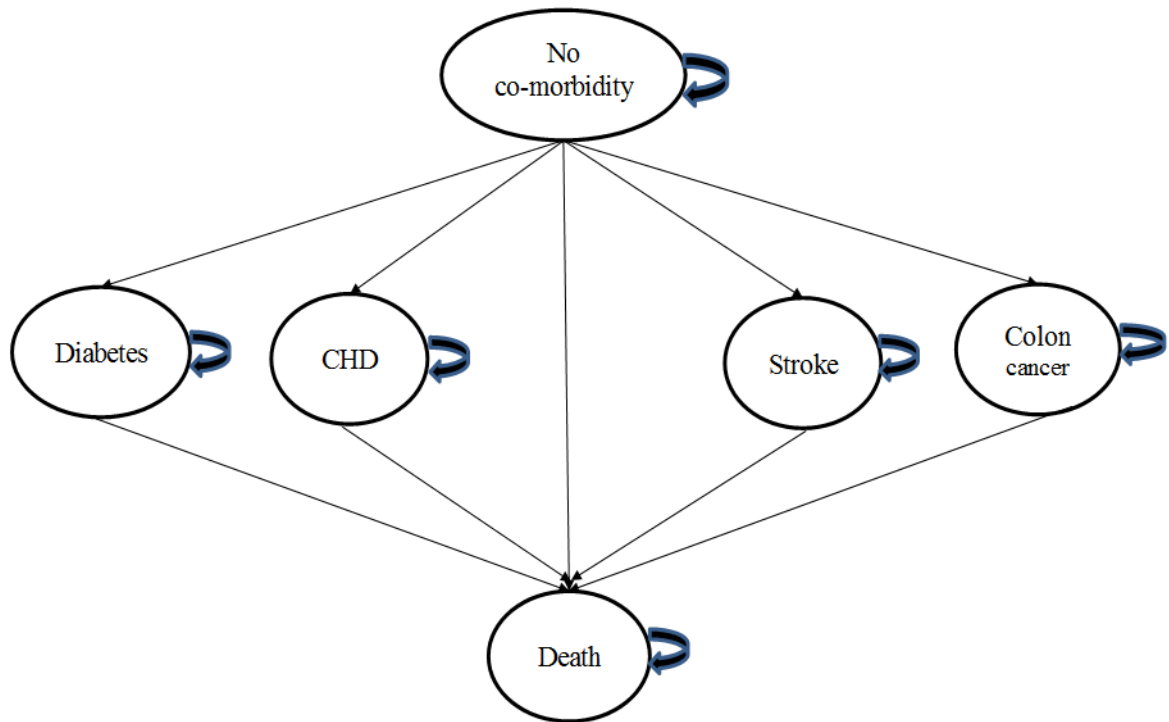 No
co-morbidity
Diabetes
CHD
Stroke
Colon
cancer
Death